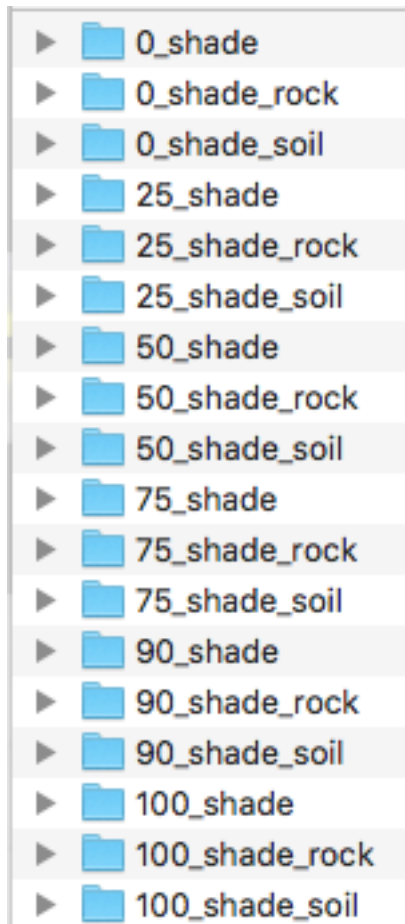 0_shade
0_shade_rock
0_shade_soil
25_shade
25_shade_rock
25_shade_soil
50_shade
50_shade_rock
50_shade_soil
75_shade
75_shade_rock
75_shade_soil
90_shade
90_shade_rock
90_shade_soil
100_shade
100_shade_rock
100_shade_soil